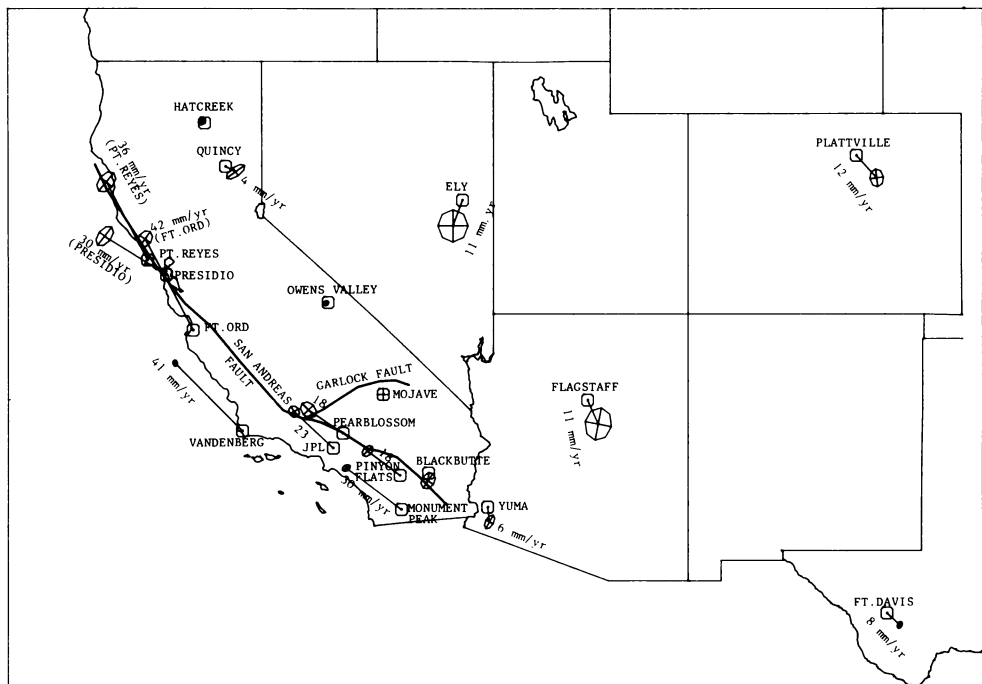 HATCREEK
QUINCY
4 mm/yr
36 mm/yr
(PT.REYES)
42 mm/yr
(FT.ORD)
30 mm/yr
(PRESIDIO)
PT.REYES
PRESIDIO
FT.ORD
ELY
11 mm/yr
PLATTVILLE
12 mm/yr
OWENS VALLEY
SAN ANDREAS
FAULT
GARLOCK FAULT
MOJAVE
41 mm/yr
VANDENBERG
18
23
PEARBLOSSOM
JPL
18
PINYON
FLATS
BLACKBUTTE
30 mm/yr
MONUMENT
PEAK
YUMA
6 mm/yr
FLAGSTAFF
11 mm/yr
FT.DAVIS
8 mm/yr